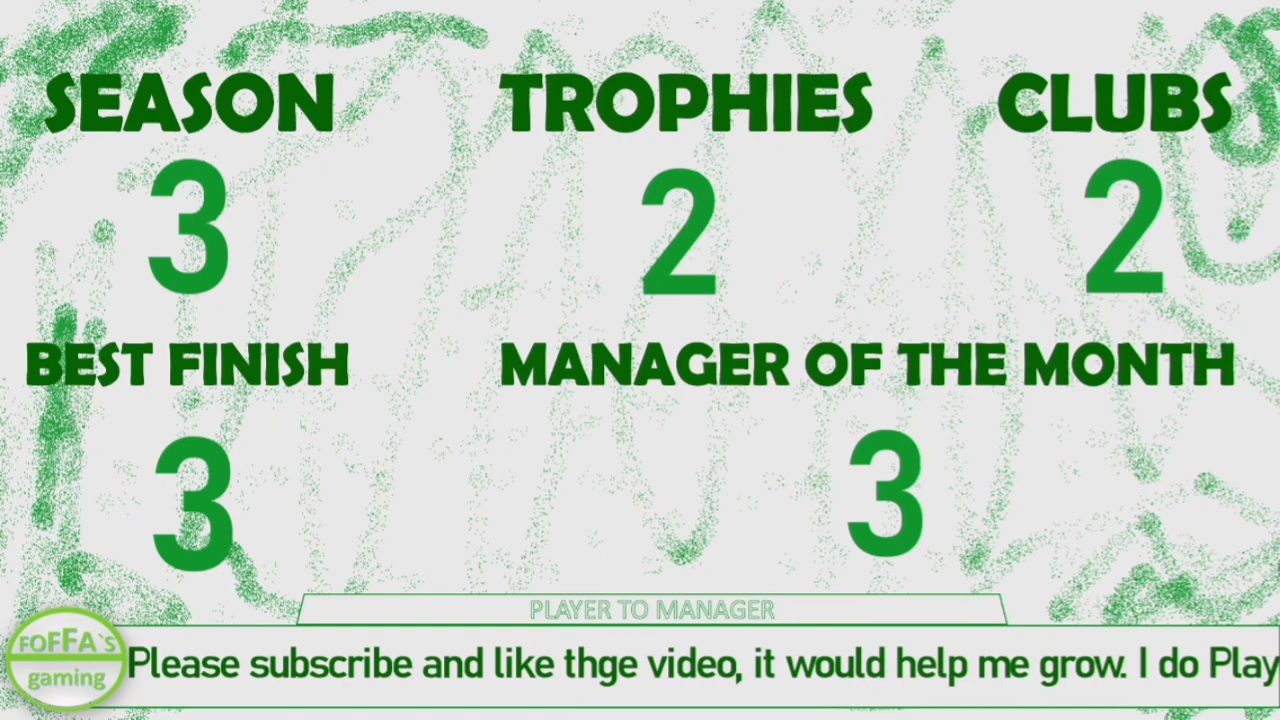 SEASON TROPHIES CLUBS
3 2 2
BEST FINISH MANAGER OF THE MONTH
3 3
PLAYER TO MANAGER
FOFFA`S
gaming
Please subscribe and like thge video, it would help me grow. I do Play